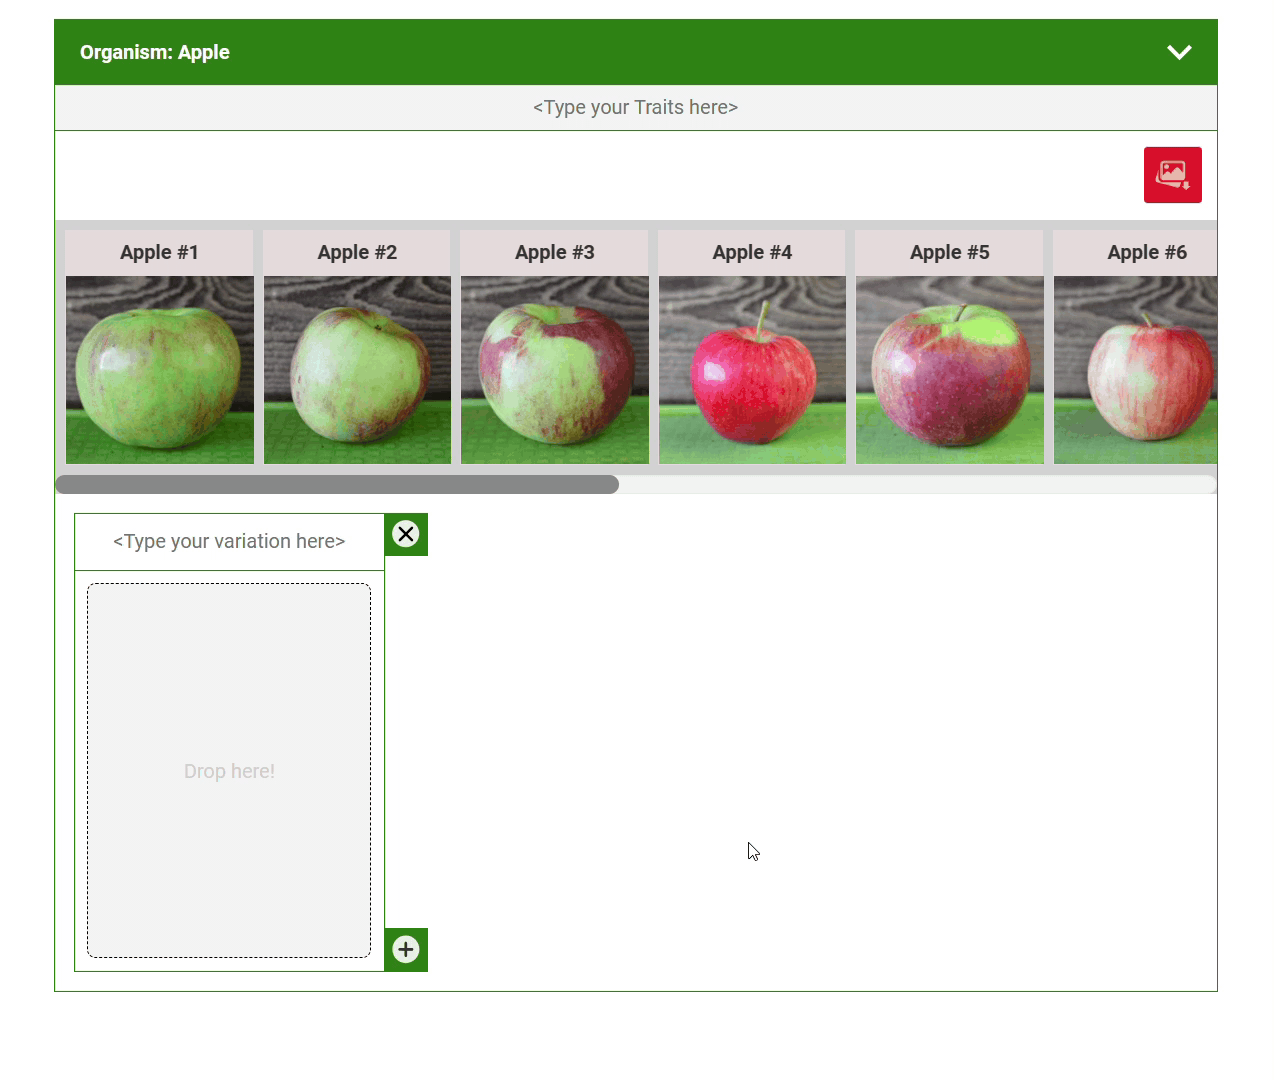 Organism: Apple
<Type your Traits here>
Apple #1
Apple #2
Apple #3
Apple #4
Apple #5
Apple #6
<Type your variation here>
Drop here!